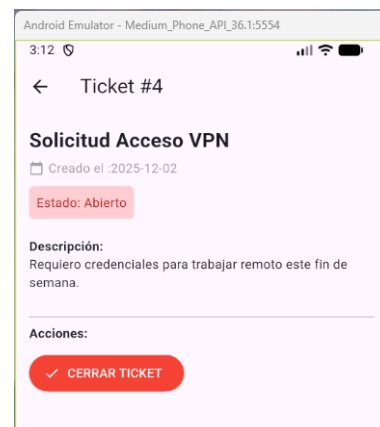 Android Emulator - Medium_Phone_API_36.1:5554
3:12
Ticket #4
Solicitud Acceso VPN
Creado el :2025-12-02
Estado: Abierto
Descripción:
Requiero credenciales para trabajar remoto este fin de
semana.
Acciones:
CERRAR TICKET